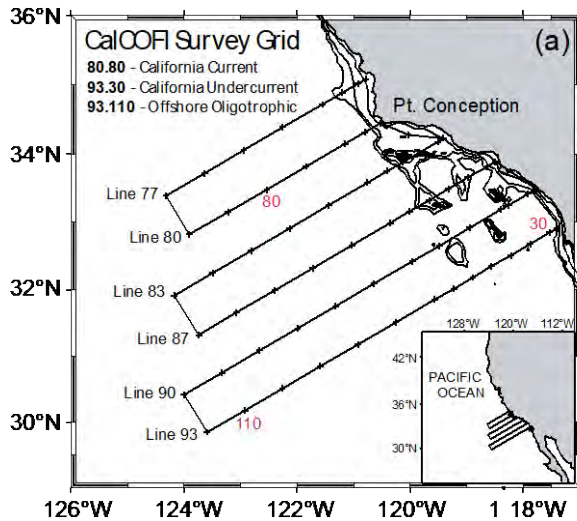 36°N
CalCOFI Survey Grid
(a)
80.80 - California Current
93.30 - California Undercurrent
93.110 - Offshore Oligotrophic
Pt. Conception
34°N
Line 77
80
Line 80
30
32°N
Line 83
Line 87
128°W 120°W 112°W
42°N
PACIFIC
OCEAN
36°N
30°N
Line 90
30°N
110
Line 93
126°W 124°W 122°W 120°W 118°W